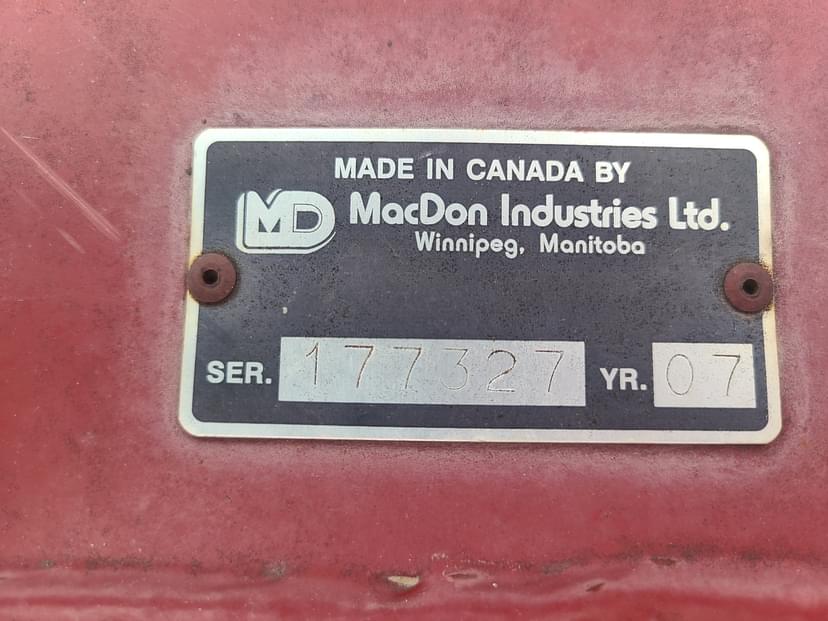 MADE IN CANADA BY
MD MacDon Industries Ltd.
Winnipeg, Manitoba
SER. 177327 YR. 07